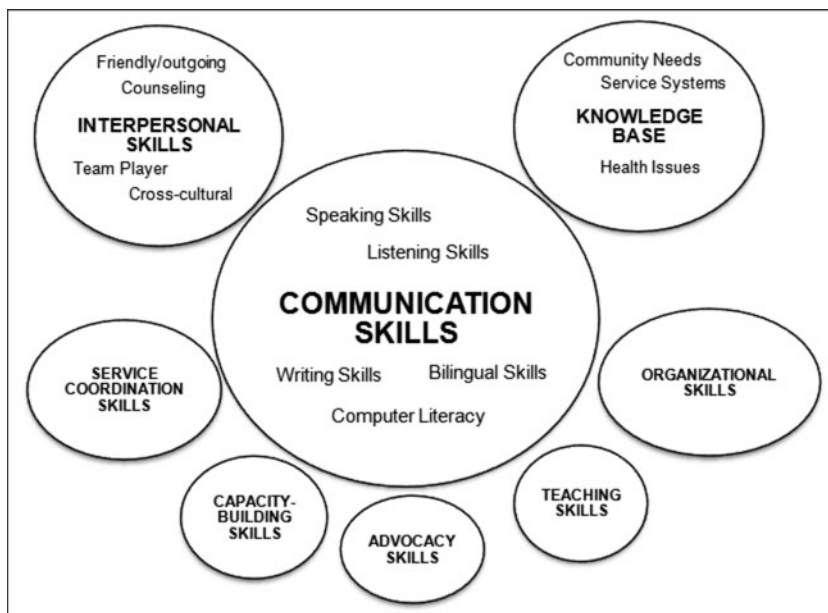 Friendly/outgoing
Counseling
INTERPERSONAL
SKILLS
Team Player
Cross-cultural
Community Needs
Service Systems
KNOWLEDGE
BASE
Health Issues
Speaking Skills
Listening Skills
COMMUNICATION
SKILLS
Writing Skills
Bilingual Skills
Computer Literacy
SERVICE
COORDINATION
SKILLS
ORGANIZATIONAL
SKILLS
CAPACITY-
BUILDING
SKILLS
ADVOCACY
SKILLS
TEACHING
SKILLS